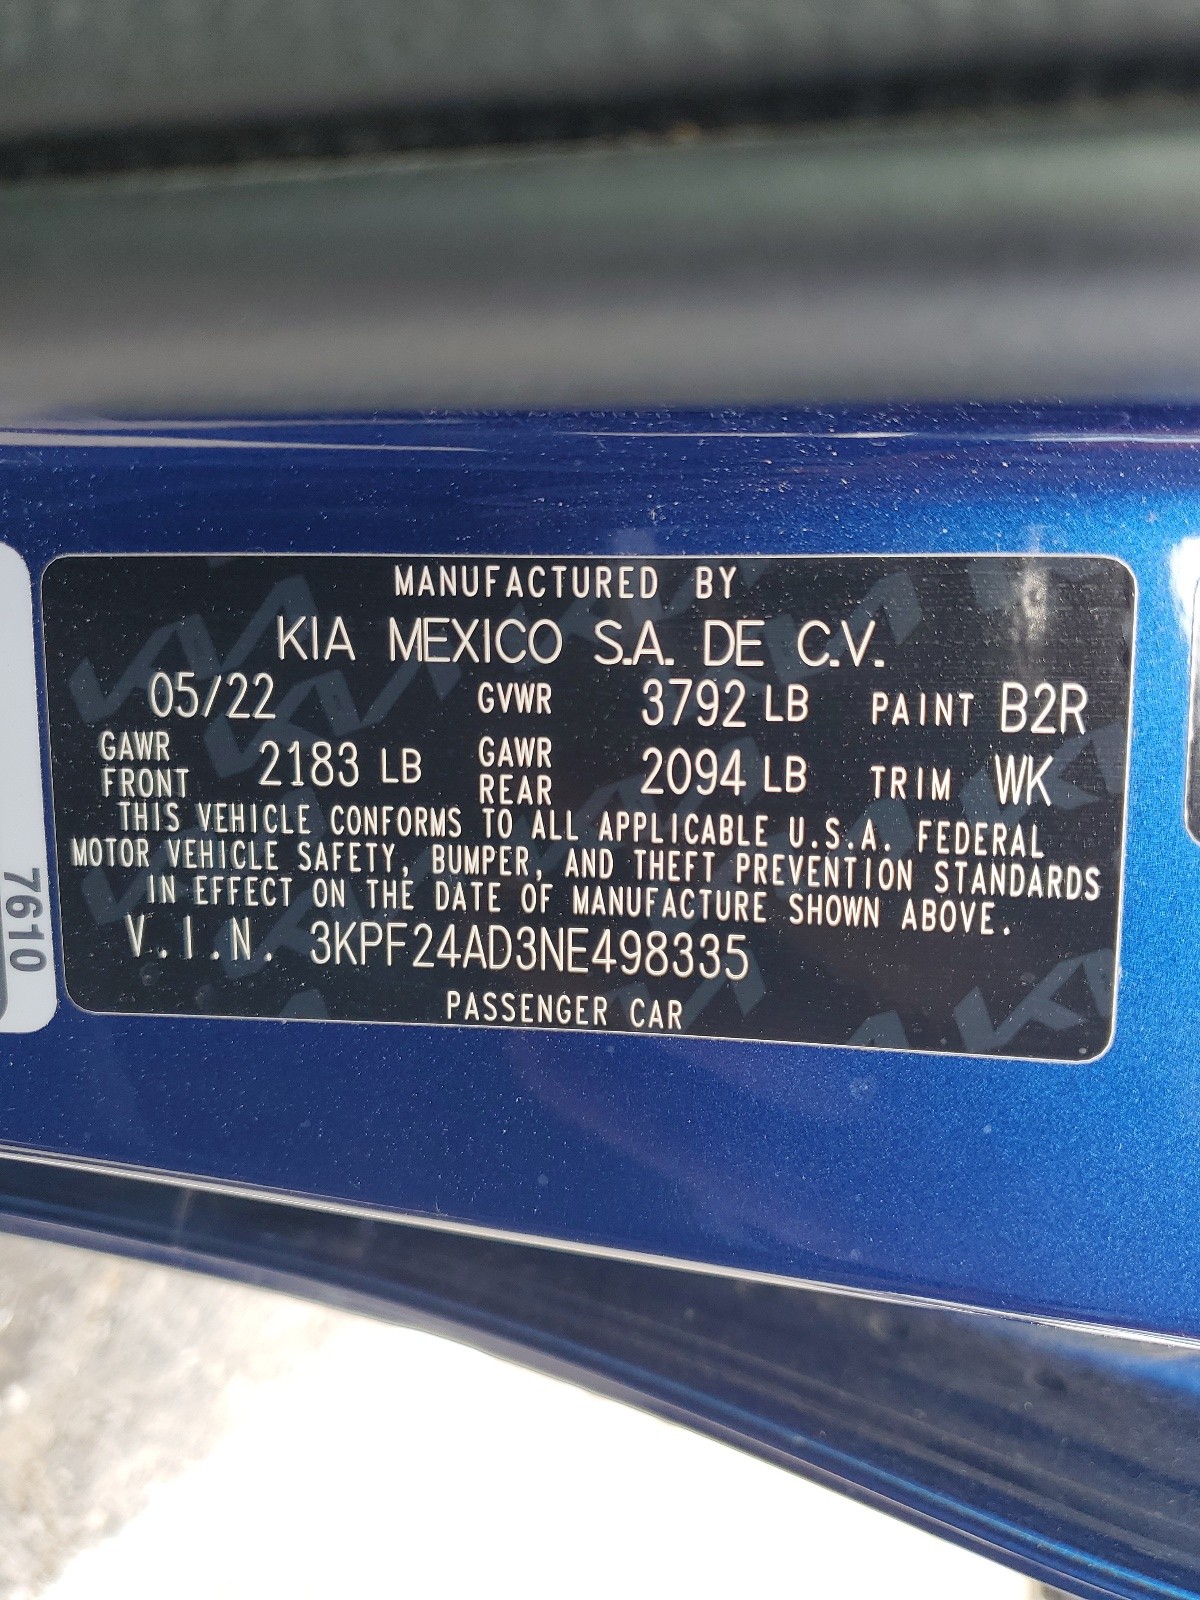 MANUFACTURED BY
KIA MEXICO S.A. DE C.V.
05/22 GVWR 3792 LB PAINT B2R
GAWR FRONT 2183 LB GAWR REAR 2094 LB TRIM WK
THIS VEHICLE CONFORMS TO ALL APPLICABLE U.S.A. FEDERAL
MOTOR VEHICLE SAFETY, BUMPER, AND THEFT PREVENTION STANDARDS
IN EFFECT ON THE DATE OF MANUFACTURE SHOWN ABOVE.
V.I.N. 3KPF24AD3NE498335
PASSENGER CAR
7610